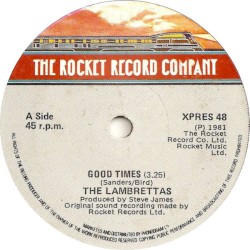 THE ROCKET RECORD COMPANY
A Side
45 r.p.m.
XPRES 48
(P) 1981
The Rocket
Record Co. Ltd.
Rocket Music
Ltd.
GOOD TIMES (3.25)
(Sanders/Bird)
THE LAMBRETTAS
Produced by Steve James
Original sound recording made by
Rocket Records Ltd.